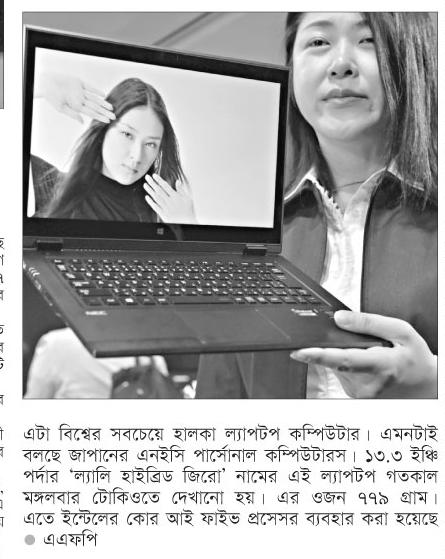 NEC
এটা বিশ্বের সবচেয়ে হালকা ল্যাপটপ কম্পিউটার। এমনটাই
বলছে জাপানের এনইসি পার্সোনাল কম্পিউটারস। ১৩.৩ ইঞ্চি
পর্দার ‘ল্যালি হাইব্রিড জিরো’ নামের এই ল্যাপটপ গতকাল
মঙ্গলবার টোকিওতে দেখানো হয়। এর ওজন ৭৭৯ গ্রাম।
এতে ইন্টেলের কোর আই ফাইভ প্রসেসর ব্যবহার করা হয়েছে
● এএফপি